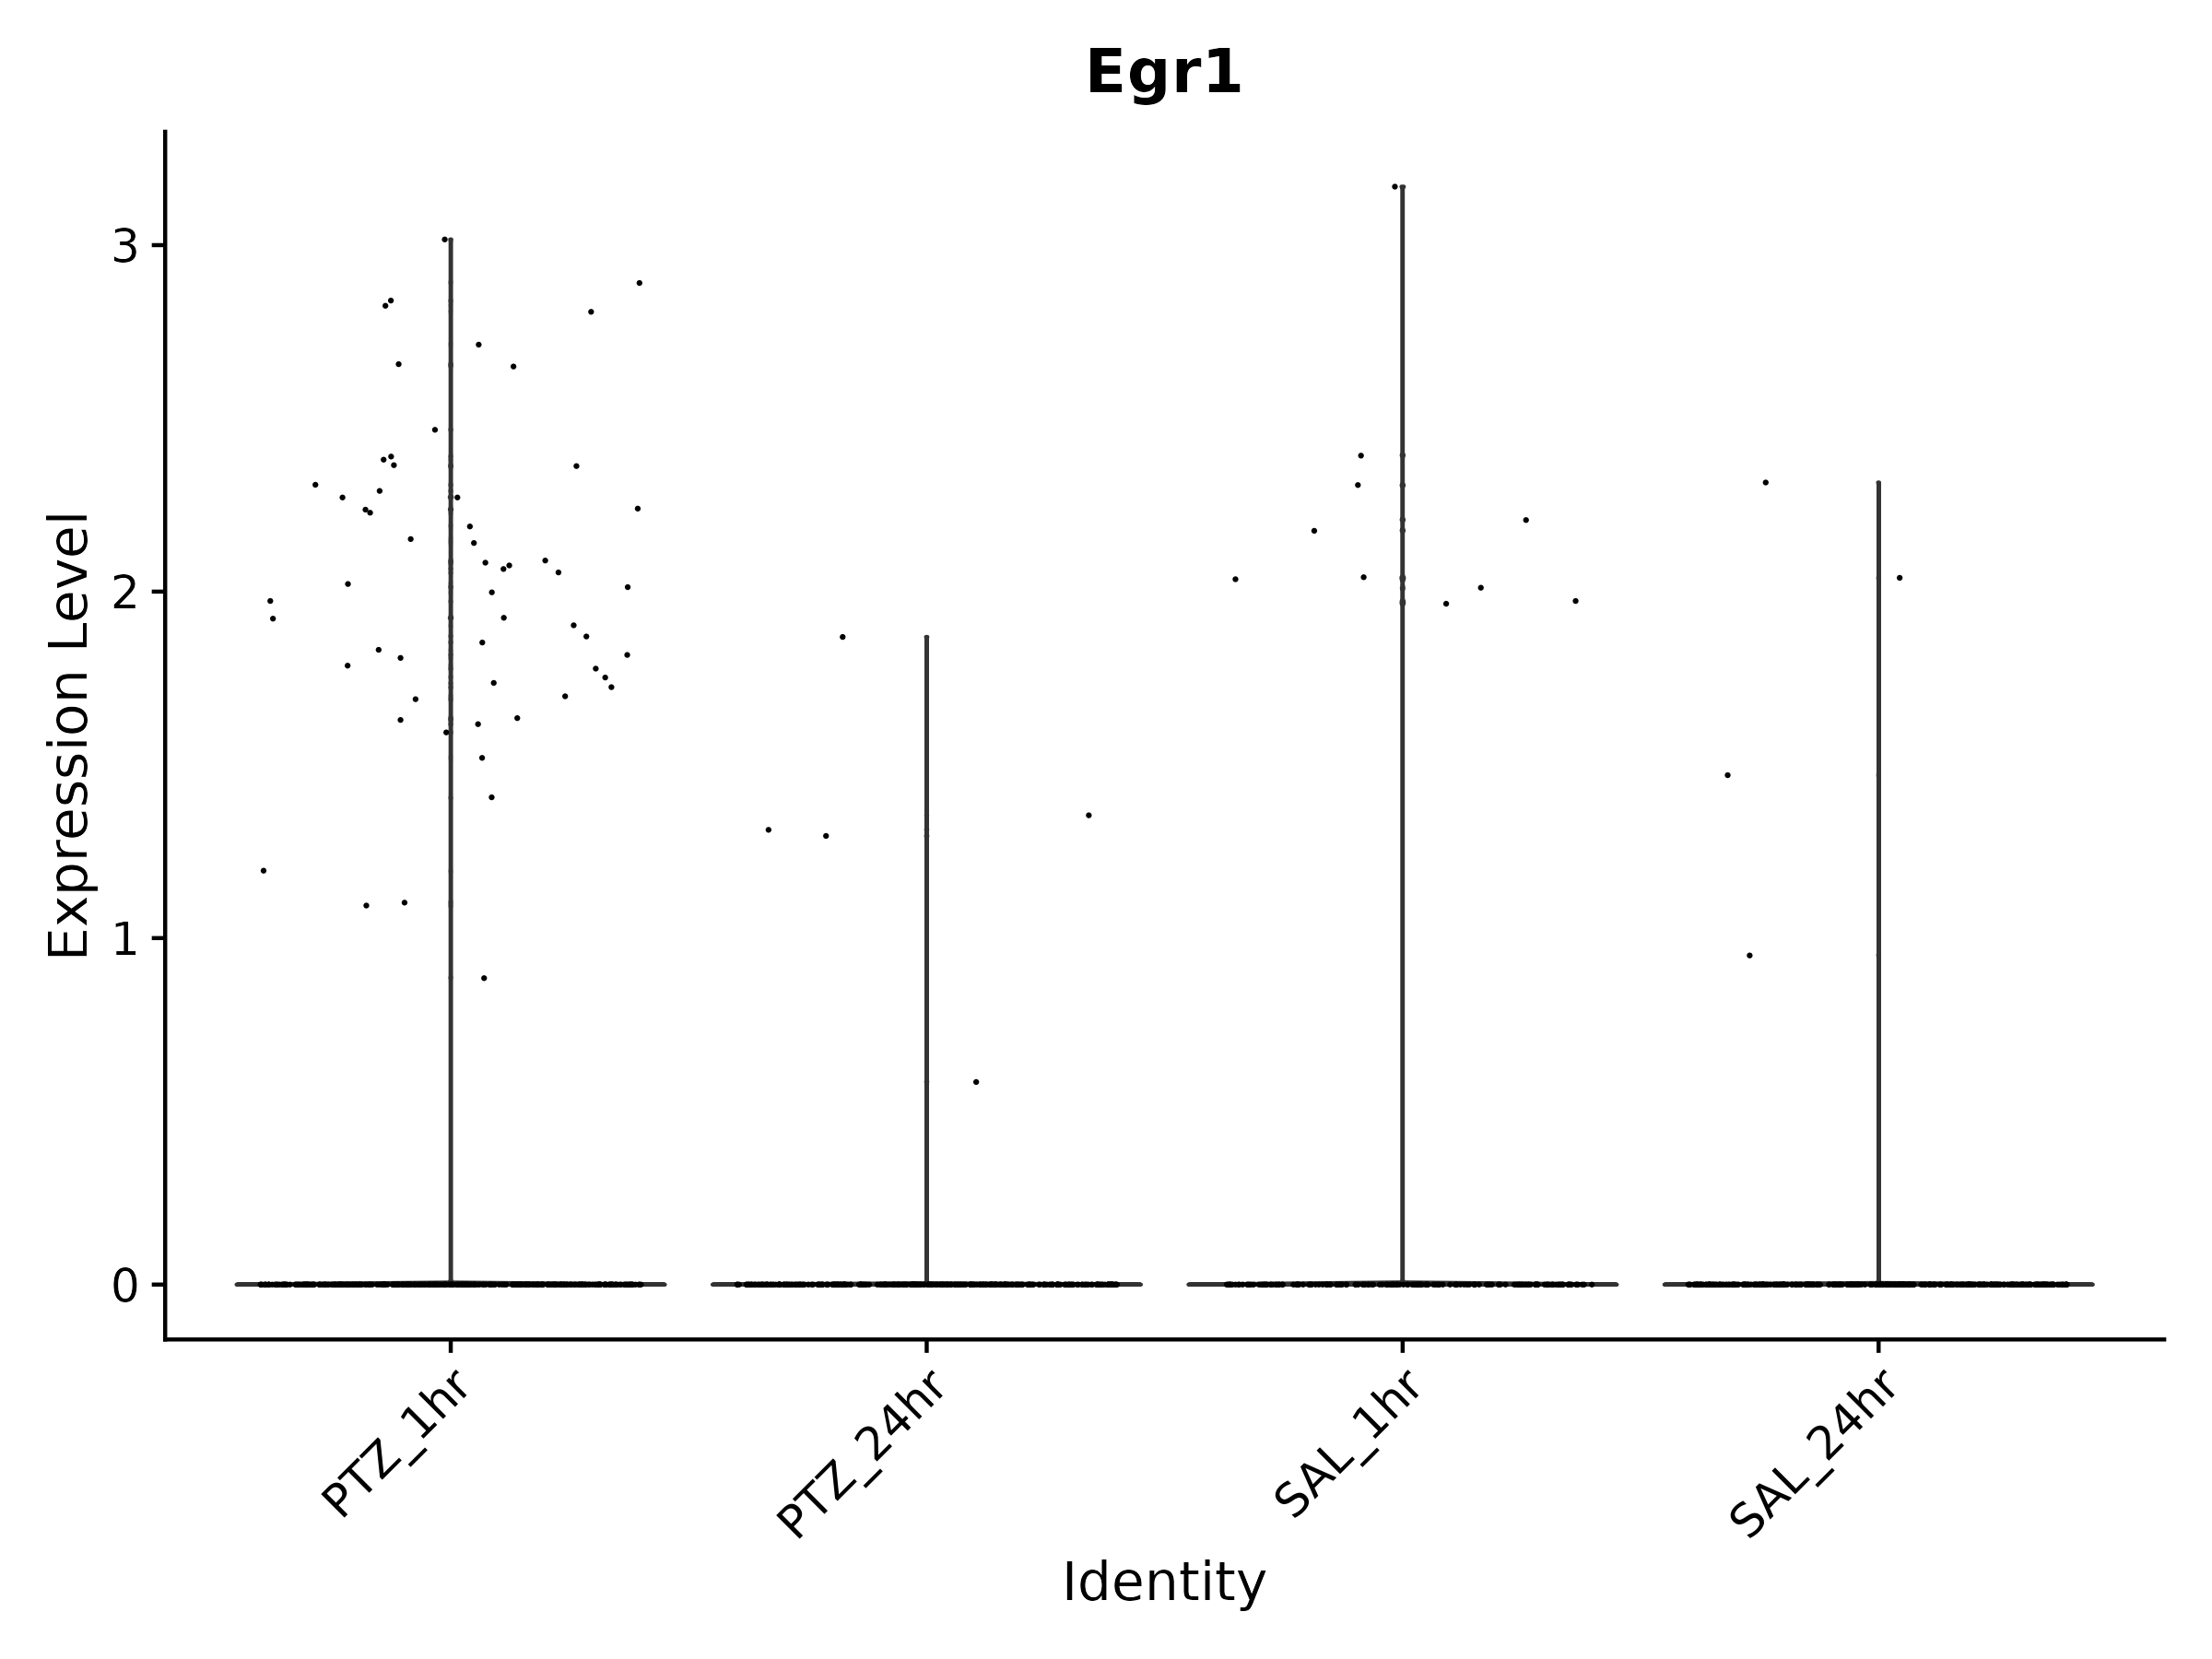 Egr1
Expression Level
3
2
1
0
PTZ_1hr
PTZ_24hr
SAL_1hr
SAL_24hr
Identity